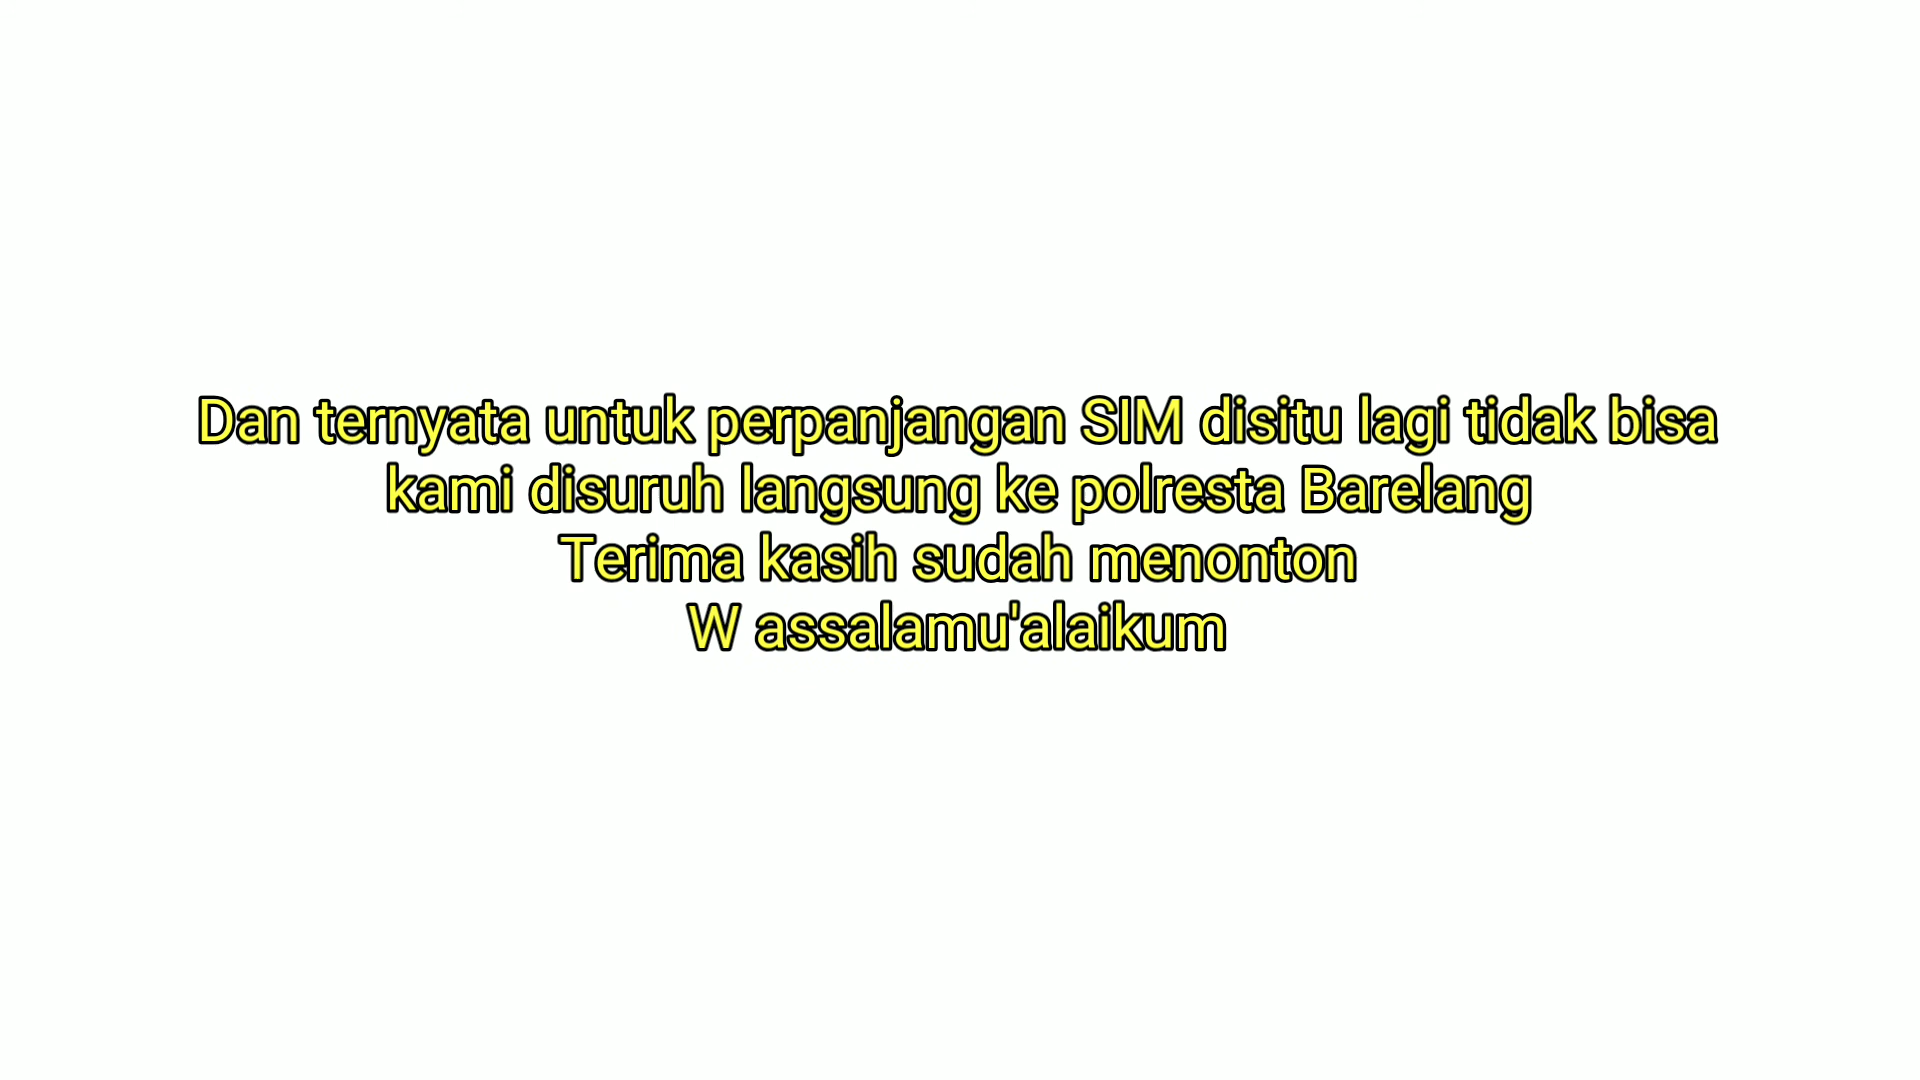 Dan ternyata untuk perpanjangan SIM disitu lagi tidak bisa
kami disuruh langsung ke polresta Barelang
Terima kasih sudah menonton
W assalamu'alaikum